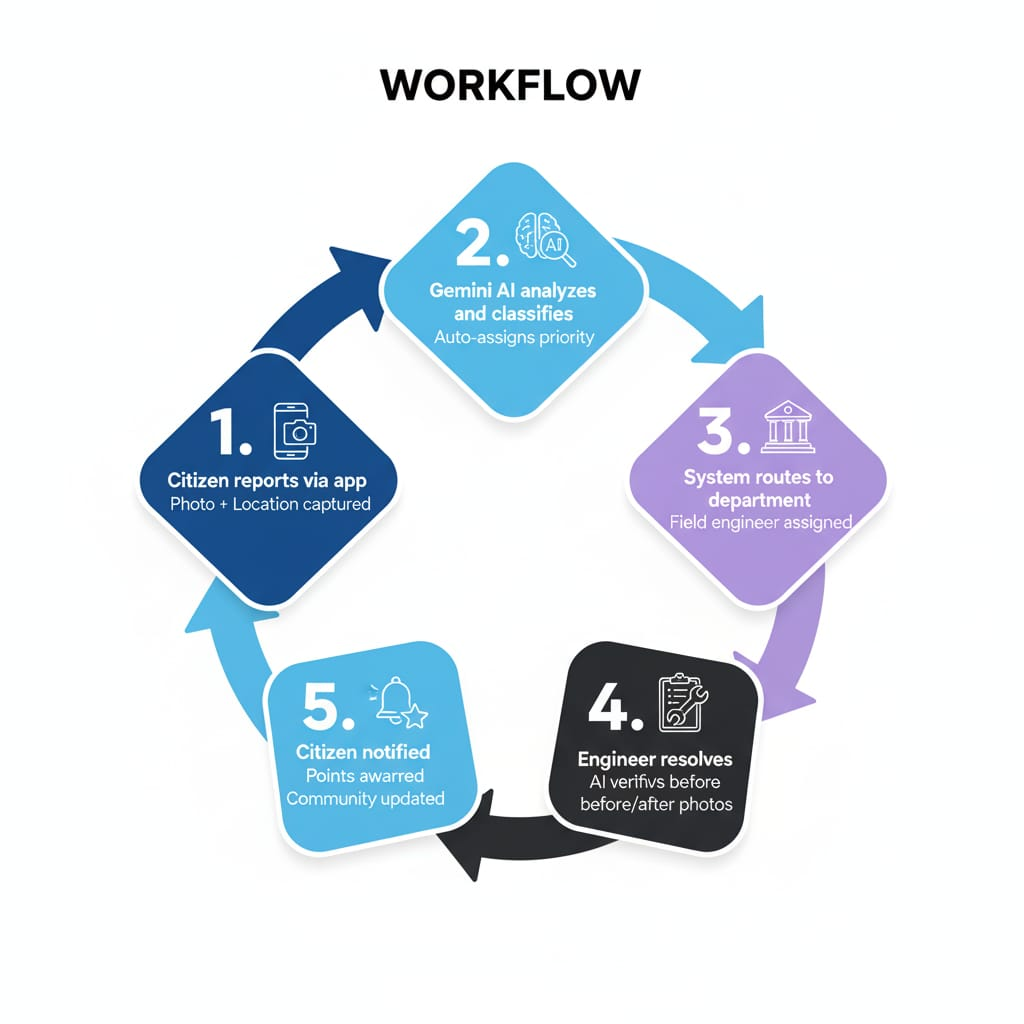 WORKFLOW
1.
Citizen reports via app
Photo + Location captured
2.
AI
Gemini AI analyzes
and classifies
Auto-assigns priority
3.
System routes to
department
Field engineer assigned
4.
Engineer resolves
AI verifivs before
before/after photos
5.
Citizen notified
Points awarred
Community updated